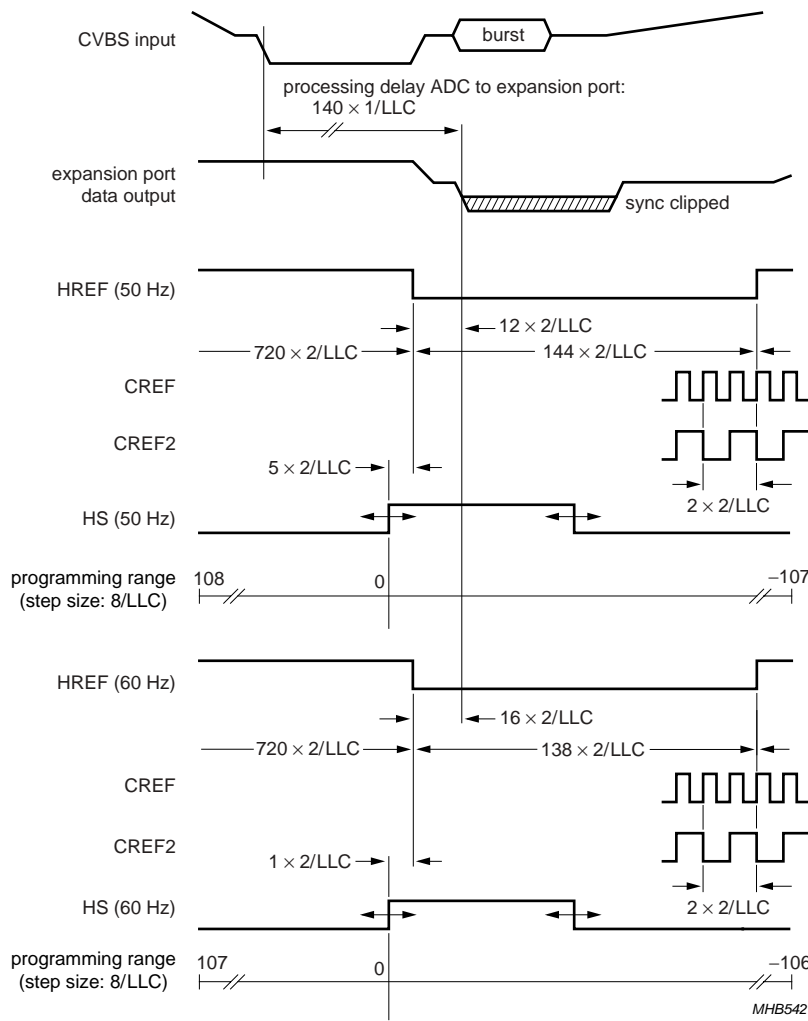 CVBS input
burst
processing delay ADC to expansion port:
140 × 1/LLC
expansion port
data output
sync clipped
HREF (50 Hz)
12 × 2/LLC
720 × 2/LLC
144 × 2/LLC
CREF
CREF2
5 × 2/LLC
2 × 2/LLC
HS (50 Hz)
programming range
(step size: 8/LLC)
108
0
−107
HREF (60 Hz)
16 × 2/LLC
720 × 2/LLC
138 × 2/LLC
CREF
CREF2
1 × 2/LLC
2 × 2/LLC
HS (60 Hz)
programming range
(step size: 8/LLC)
107
0
−106
MHB542